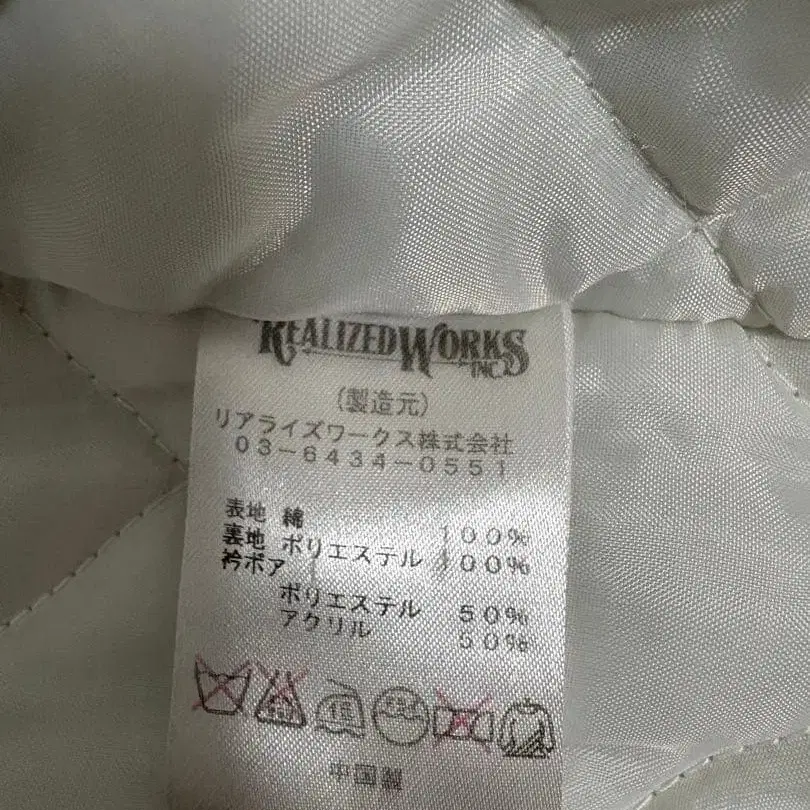 REALIZED WORKS
INC.
(製造元)
リアライズワークス株式会社
03-6434-0551
表地 綿 100%
裏地 ポリエステル 100%
衿ボア
ポリエステル 50%
アクリル 50%
中国製